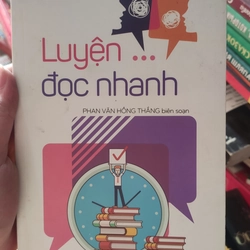 Luyện ...
đọc nhanh
PHAN VĂN HỒNG THẮNG biên soạn